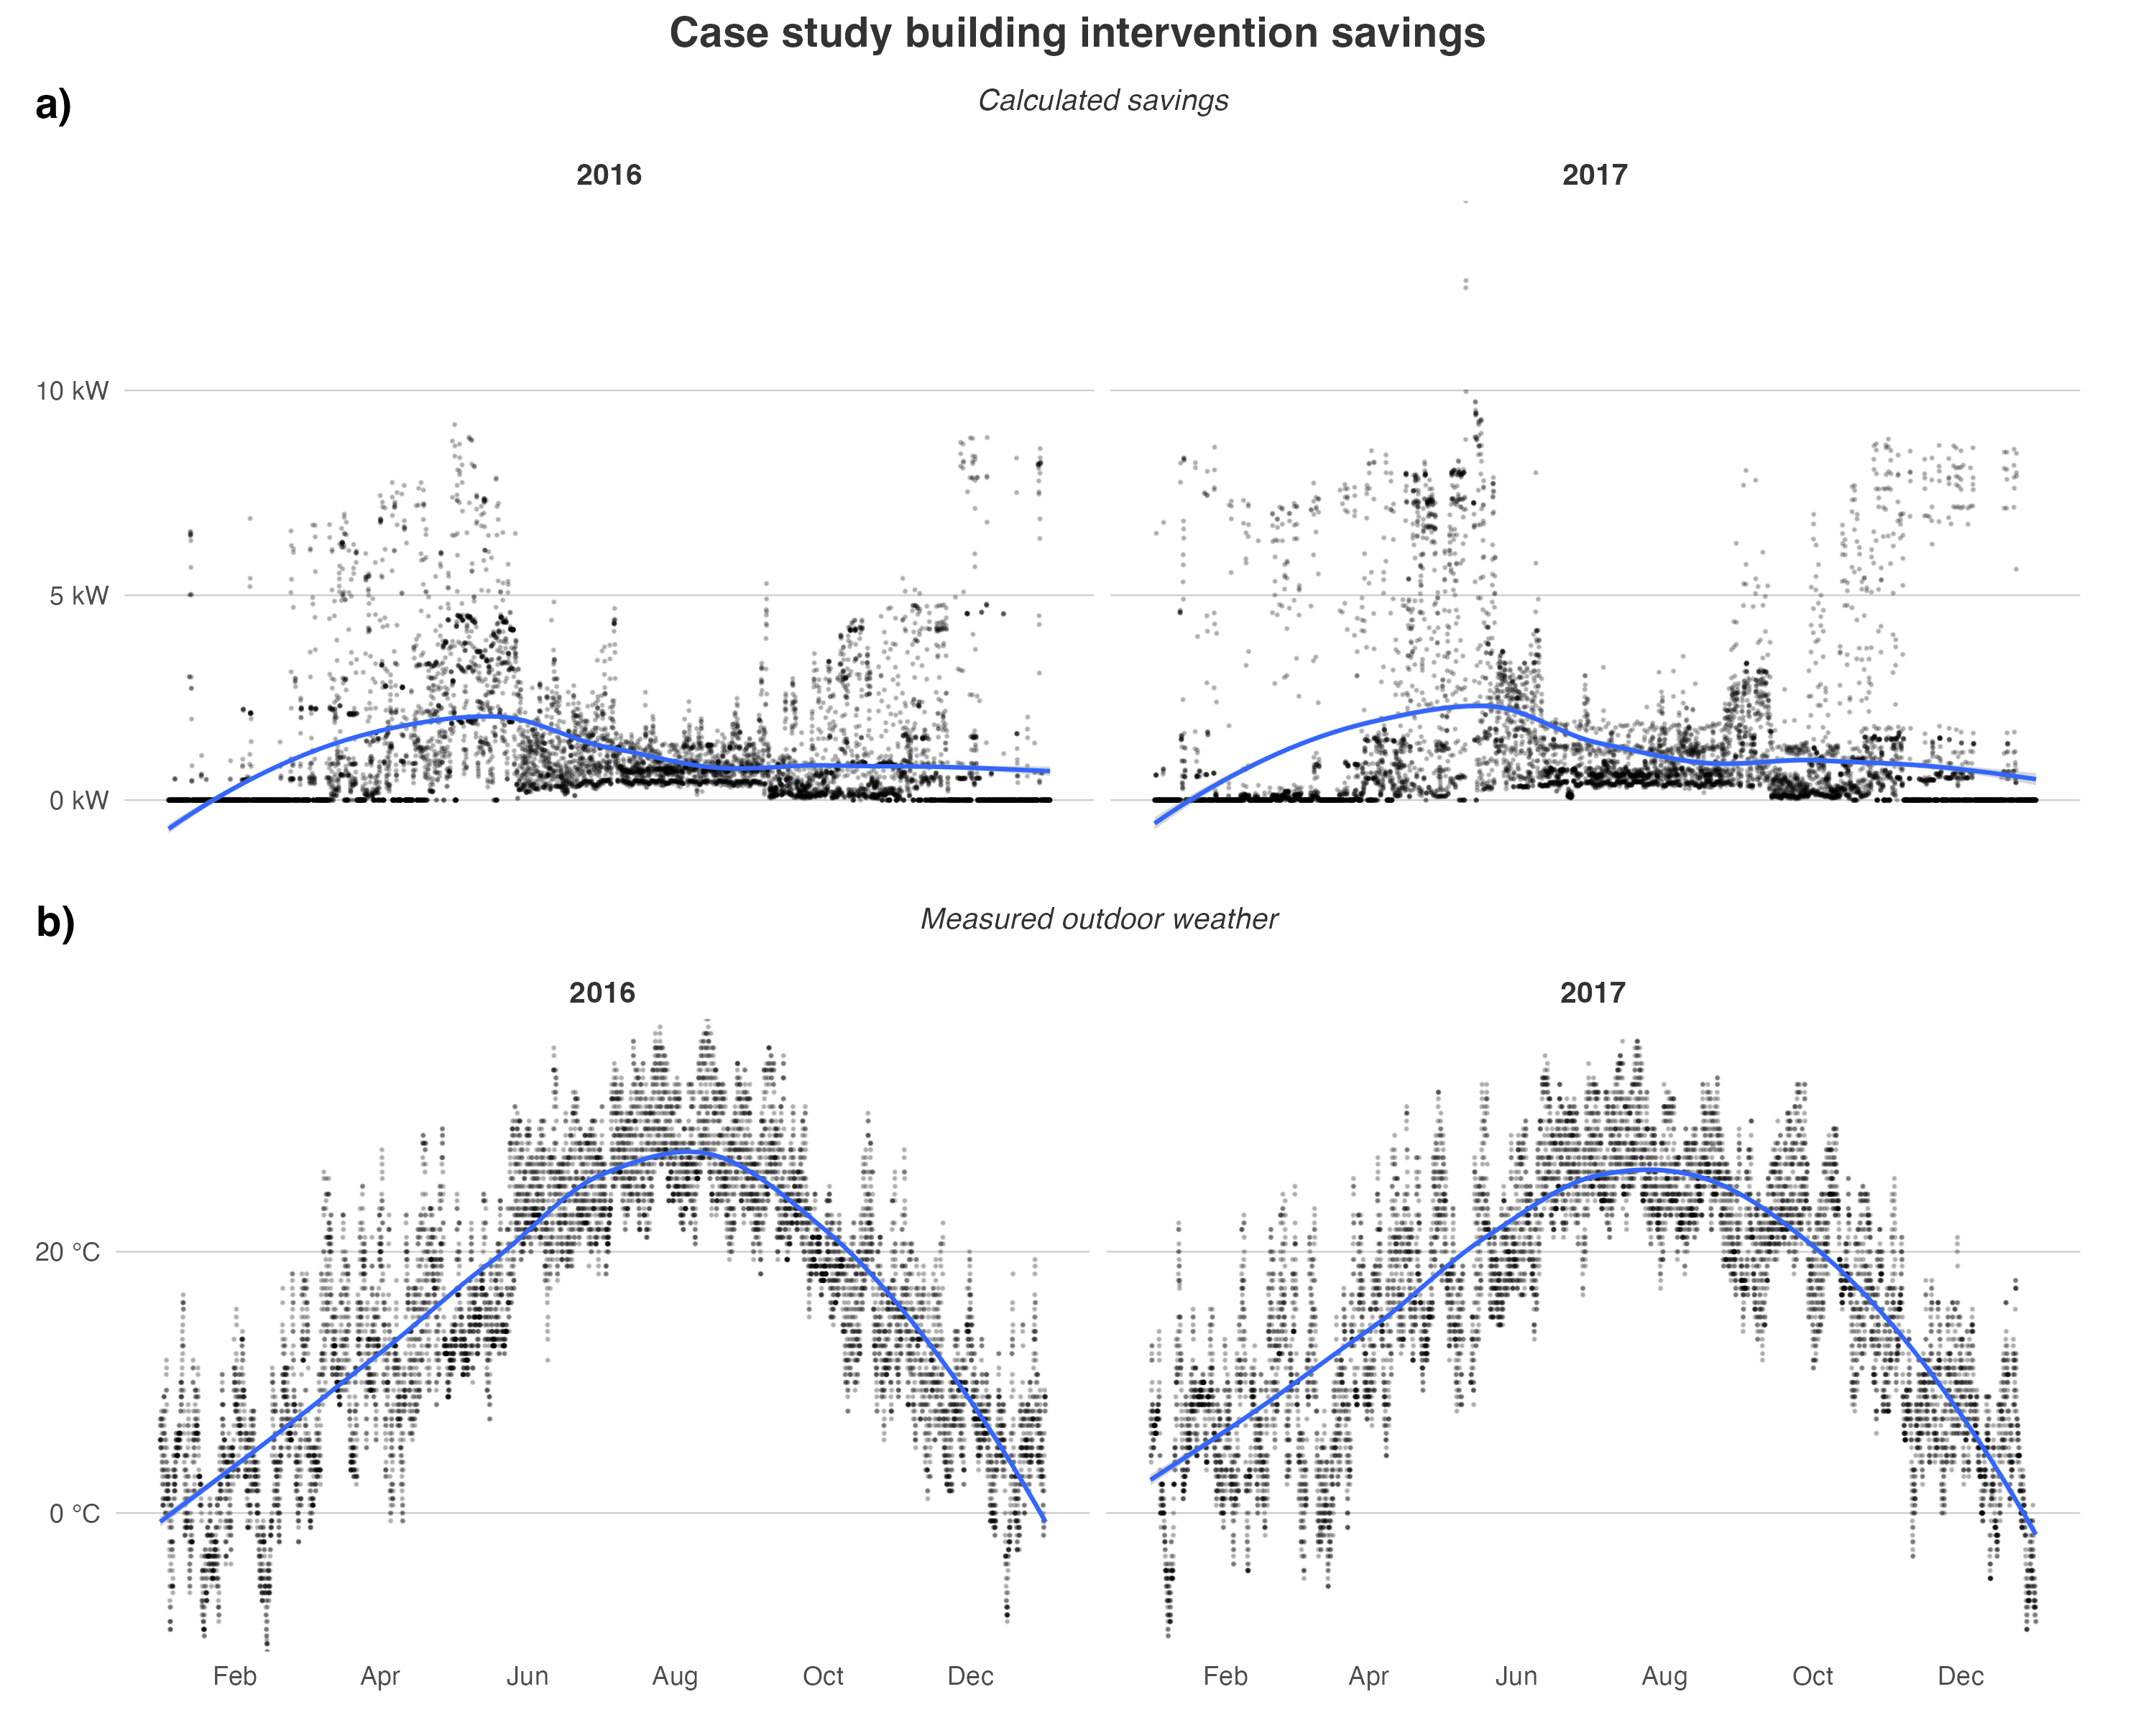 Case study building intervention savings
a)
Calculated savings
2016
2017
10 kW
5 kW
0 kW
b)
Measured outdoor weather
2016
2017
20 °C
0 °C
Feb Apr Jun Aug Oct Dec Feb Apr Jun Aug Oct Dec